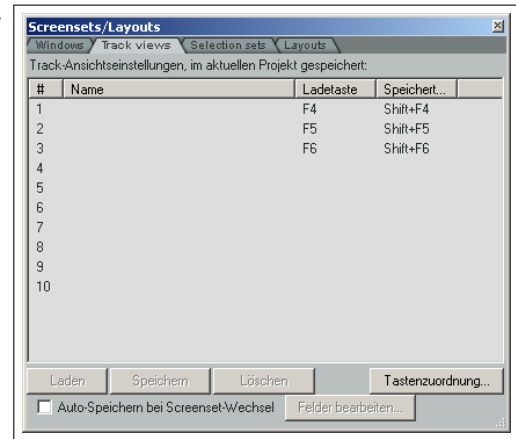 Screensets/Layouts
Windows Track views Selection sets Layouts
Track-Ansichtseinstellungen, im aktuellen Projekt gespeichert:
# Name Ladetaste Speichert...
1 F4 Shift+F4
2 F5 Shift+F5
3 F6 Shift+F6
4
5
6
7
8
9
10
Laden Speichern Löschen Tastenzuordnung...
Auto-Speichern bei Screenset-Wechsel Felder bearbeiten...